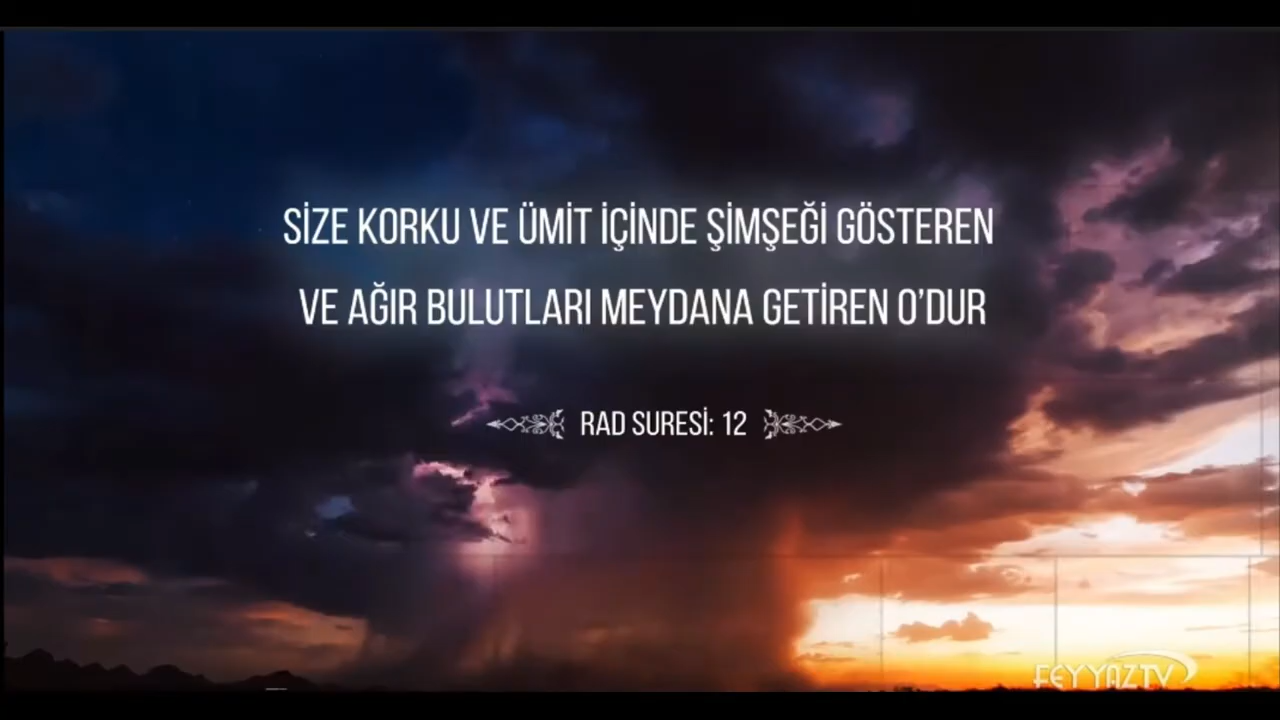 SİZE KORKU VE ÜMİT İÇİNDE ŞİMŞEĞİ GÖSTEREN
VE AĞIR BULUTLARI MEYDANA GETİREN O’DUR
RAD SURESİ: 12
FEYYAZTV